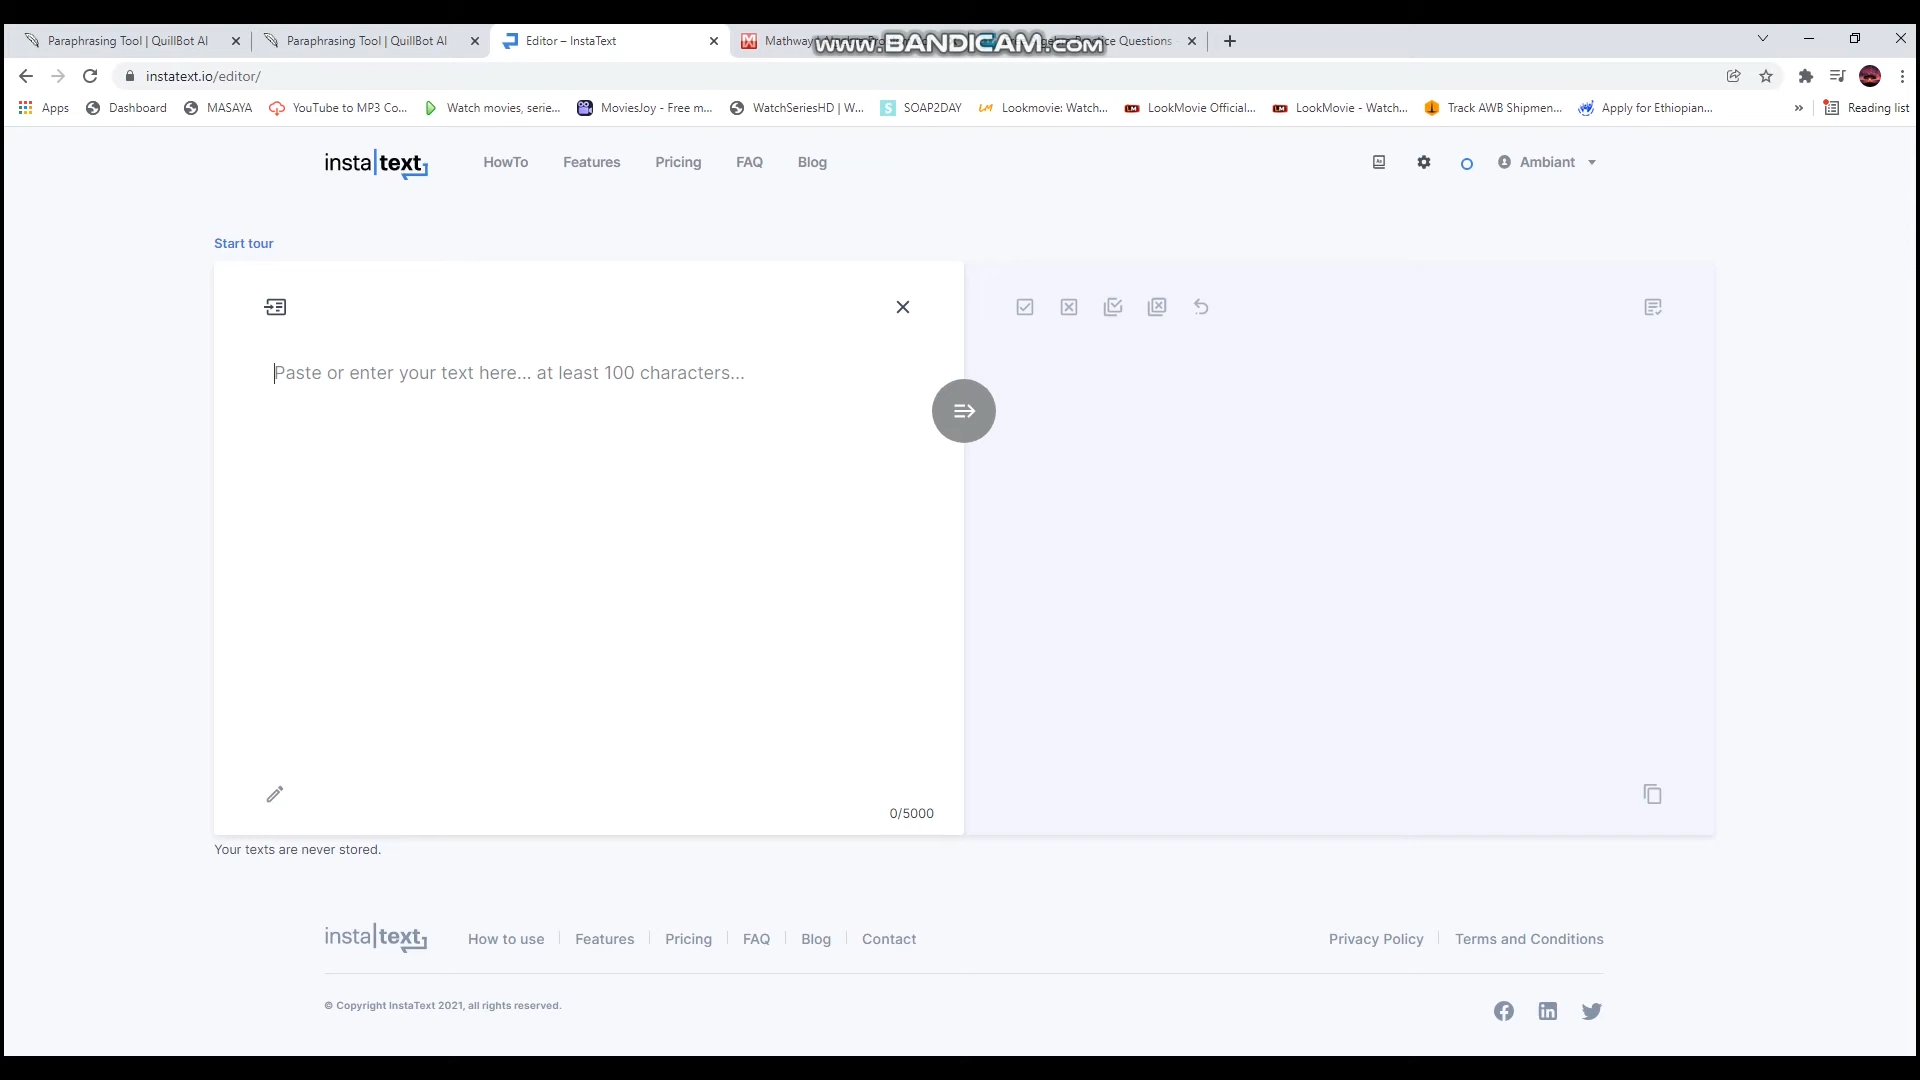 Paraphrasing Tool | QuillBot AI
Paraphrasing Tool | QuillBot AI
Editor – InstaText
Mathway
Practice Questions
www.BANDICAM.com
instatext.io/editor/
Apps
Dashboard
MASAYA
YouTube to MP3 Co...
Watch movies, serie...
MoviesJoy - Free m...
WatchSeriesHD | W...
SOAP2DAY
Lookmovie: Watch...
LookMovie Official...
LookMovie - Watch...
Track AWB Shipmen...
Apply for Ethiopian...
»
Reading list
insta|text
HowTo
Features
Pricing
FAQ
Blog
Ambiant
Start tour
Paste or enter your text here... at least 100 characters...
0/5000
Your texts are never stored.
insta|text
How to use
Features
Pricing
FAQ
Blog
Contact
Privacy Policy
Terms and Conditions
© Copyright InstaText 2021, all rights reserved.